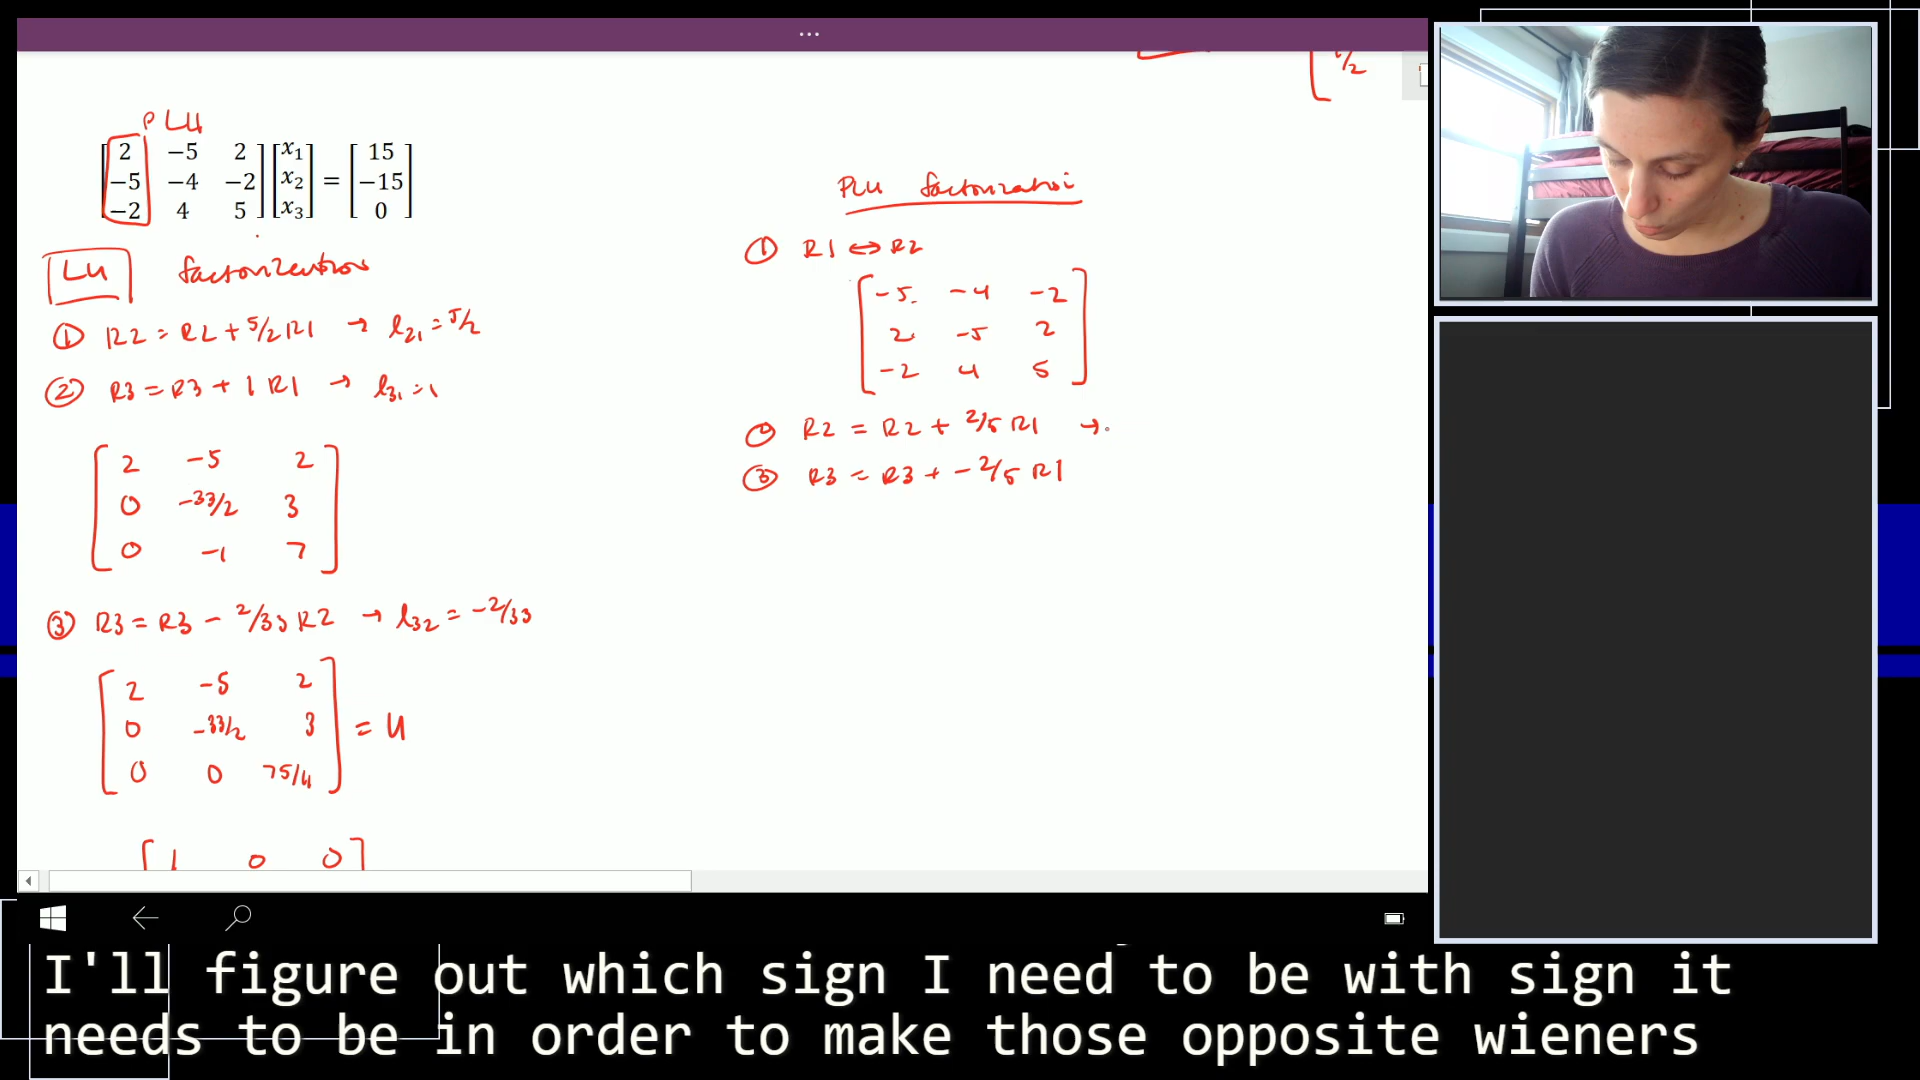 ...
1/2
PLU
2 −5 2 x1 15
−5 −4 −2 x2 = −15
−2 4 5 x3 0
LU factorization
① R2 = R2 + 5/2 R1 → l21 = 5/2
② R3 = R3 + 1 R1 → l31 = 1
2 -5 2
0 -33/2 3
0 -1 7
③ R3 = R3 - 2/33 R2 → l32 = -2/33
2 -5 2
0 -33/2 3 = U
0 0 75/11
1 0 0
PLU factorization
① R1 ↔ R2
-5 -4 -2
2 -5 2
-2 4 5
② R2 = R2 + 2/5 R1 →
③ R3 = R3 + -2/5 R1
I'll figure out which sign I need to be with sign it
needs to be in order to make those opposite wieners